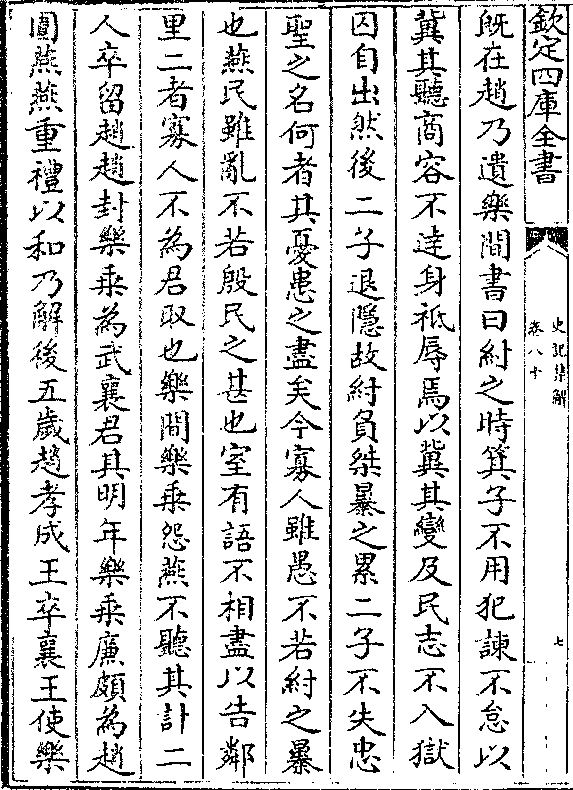 欽定四庫全書
史記集解
卷八十
七
旣在趙乃遺樂間書曰紂之時箕子不用犯諫不怠以
冀其聽商容不達身祗辱焉以冀其變及民志不入獄
囚自出然後二子退隱故紂負桀暴之累二子不失忠
聖之名何者其憂患之盡矣今寡人雖愚不若紂之暴
也燕民雖亂不若殷民之甚也室有語不相盡以告鄰
里二者寡人不為君取也樂間樂乘怨燕不聽其計二
人卒留趙趙封樂乘為武襄君其明年樂乘廉頗為趙
圍燕燕重禮以和乃解後五歲趙孝成王卒襄王使樂